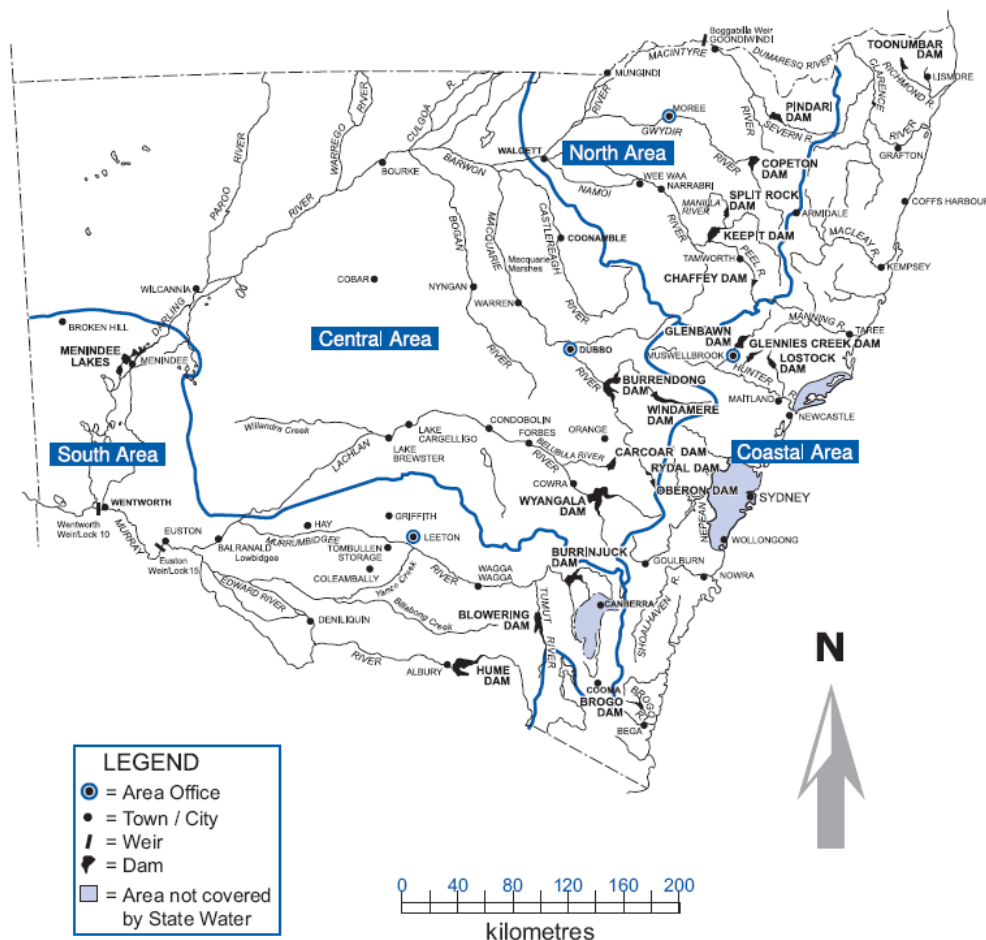 Boggabilla Weir
GOONDIWINDI
TOONUMBAR
DAM
MACINTYRE
DUMARESQ RIVER
RICHMOND R.
LISMORE
CLARENCE
RIVER
MUNGINDI
RIVER
MOREE
GWYDIR
PINDARI
DAM
SEVERN R.
GRAFTON
PAROO
RIVER
WARREGO
RIVER
CULGOA
R.
BOURKE
BARWON
WALGETT
North Area
RIVER
COPETON
DAM
WEE WAA
NARRABRI
NAMOI
MANILLA
RIVER
SPLIT ROCK
DAM
ARMIDALE
COFFS HARBOUR
KEEPIT DAM
RIVER
TAMWORTH
PEEL R.
MACLEAY R.
KEMPSEY
CHAFFEY DAM
RIVER
BOGAN
MACQUARIE
CASTLEREAGH
COONAMBLE
Macquarie
Marshes
COBAR
NYNGAN
WARREN
RIVER
RIVER
WILCANNIA
DARLING
BROKEN HILL
MENINDEE
LAKES
MENINDEE
Central Area
DUBBO
RIVER
GLENBAWN
DAM
MANNING R.
TAREE
GLENNIES CREEK DAM
MUSWELLBROOK
LOSTOCK
DAM
HUNTER
R.
MAITLAND
NEWCASTLE
BURRENDONG
DAM
WINDAMERE
DAM
Willandra Creek
LAKE
CARGELLIGO
CONDOBOLIN
FORBES
ORANGE
LACHLAN
LAKE
BREWSTER
BELUBULA RIVER
CARCOAR DAM
Coastal Area
RYDAL DAM
OBERON DAM
SYDNEY
South Area
RIVER
COWRA
WYANGALA
DAM
NEPEAN
WOLLONGONG
WENTWORTH
Wentworth
Wein/Lock 10
MURRAY
EUSTON
Euston
Wein/Lock 15
BALRANALD
Lowbidgee
HAY
GRIFFITH
MURRUMBIDGEE
LEETON
TOMBULLEN
STORAGE
COLEAMBALLY
Yanco Creek
RIVER
WAGGA
WAGGA
BURRINJUCK
DAM
GOULBURN
R.
NOWRA
SHOALHAVEN
CANBERRA
EDWARD RIVER
DENILIQUIN
Billabong Creek
BLOWERING
DAM
TUMUT
RIVER
RIVER
ALBURY
HUME
DAM
COOMA
BROGO
DAM
BROGO
R.
BEGA
N
LEGEND
= Area Office
= Town / City
= Weir
= Dam
= Area not covered
by State Water
0 40 80 120 160 200
kilometres